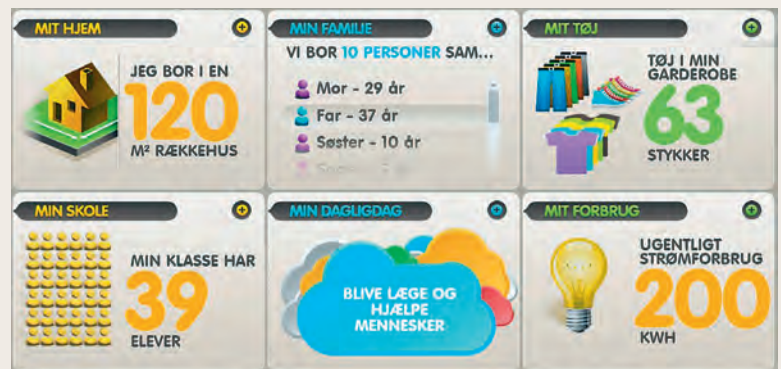 MIT HJEM
JEG BOR I EN
120
M² RÆKKEHUS
MIN FAMILIE
VI BOR 10 PERSONER SAM...
Mor - 29 år
Far - 37 år
Søster - 10 år
MIT TØJ
TØJ I MIN
GARDEROBE
63
STYKKER
MIN SKOLE
MIN KLASSE HAR
39
ELEVER
MIN DAGLIGDAG
BLIVE LÆGE OG
HJÆLPE
MENNESKER
MIT FORBRUG
UGENTLIGT
STRØMFORBRUG
200
KWH